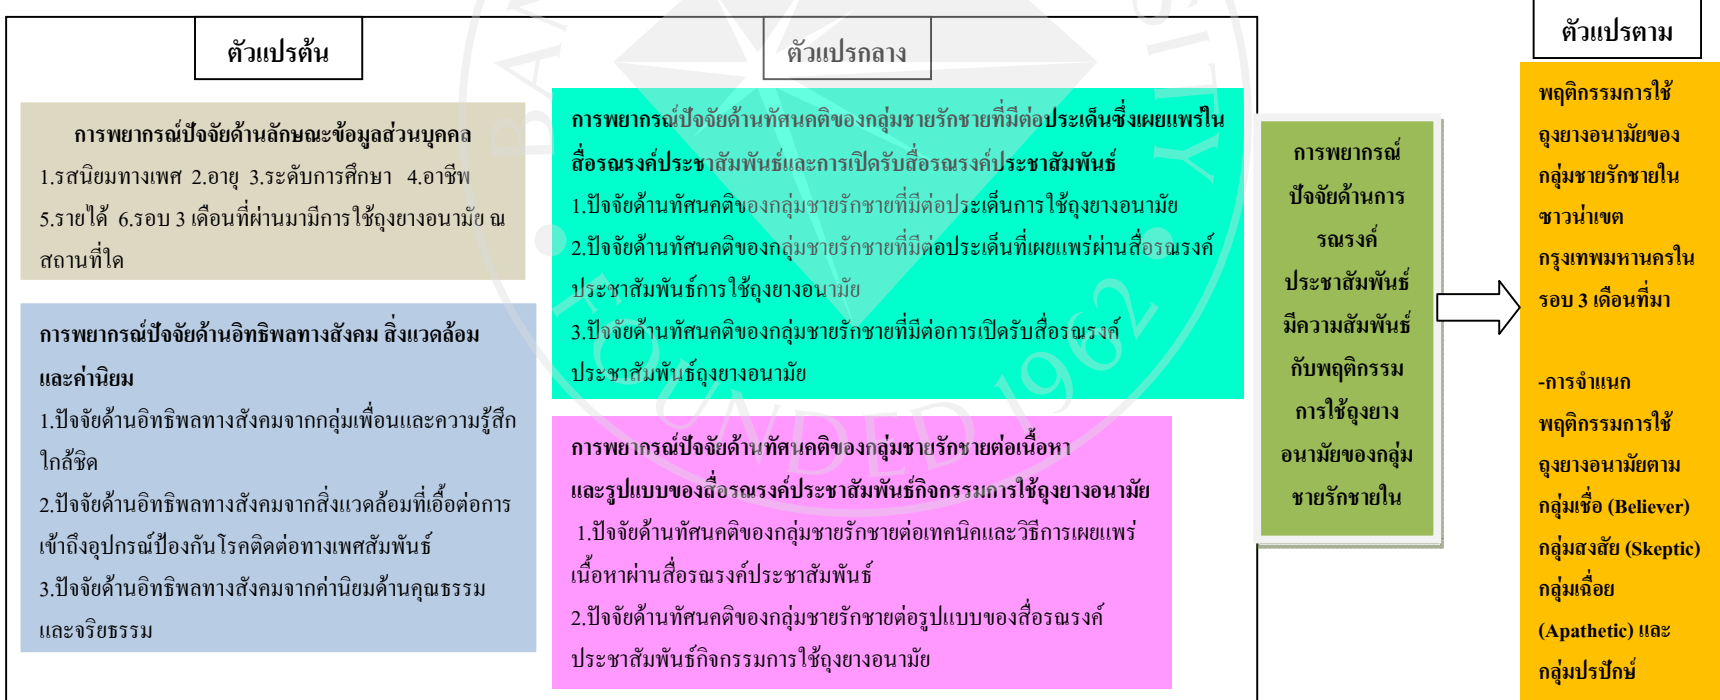 ตัวแปรต้น
การพยากรณ์ปัจจัยด้านลักษณะข้อมูลส่วนบุคคล
1.รสนิยมทางเพศ 2.อายุ 3.ระดับการศึกษา 4.อาชีพ
5.รายได้ 6.รอบ 3 เดือนที่ผ่านมามีการใช้ถุงยางอนามัย ณ
สถานที่ใด
การพยากรณ์ปัจจัยด้านอิทธิพลทางสังคม สิ่งแวดล้อม
และค่านิยม
1.ปัจจัยด้านอิทธิพลทางสังคมจากกลุ่มเพื่อนและความรู้สึก
ใกล้ชิด
2.ปัจจัยด้านอิทธิพลทางสังคมจากสิ่งแวดล้อมที่เอื้อต่อการ
เข้าถึงอุปกรณ์ป้องกันโรคติดต่อทางเพศสัมพันธ์
3.ปัจจัยด้านอิทธิพลทางสังคมจากค่านิยมด้านคุณธรรม
และจริยธรรม
ตัวแปรกลาง
การพยากรณ์ปัจจัยด้านทัศนคติของกลุ่มชายรักชายที่มีต่อประเด็นซึ่งเผยแพร่ใน
สื่อรณรงค์ประชาสัมพันธ์และการเปิดรับสื่อรณรงค์ประชาสัมพันธ์
1.ปัจจัยด้านทัศนคติของกลุ่มชายรักชายที่มีต่อประเด็นการใช้ถุงยางอนามัย
2.ปัจจัยด้านทัศนคติของกลุ่มชายรักชายที่มีต่อประเด็นที่เผยแพร่ผ่านสื่อรณรงค์
ประชาสัมพันธ์การใช้ถุงยางอนามัย
3.ปัจจัยด้านทัศนคติของกลุ่มชายรักชายที่มีต่อการเปิดรับสื่อรณรงค์
ประชาสัมพันธ์ถุงยางอนามัย
การพยากรณ์ปัจจัยด้านทัศนคติของกลุ่มชายรักชายต่อเนื้อหา
และรูปแบบของสื่อรณรงค์ประชาสัมพันธ์กิจกรรมการใช้ถุงยางอนามัย
1.ปัจจัยด้านทัศนคติของกลุ่มชายรักชายต่อเทคนิคและวิธีการเผยแพร่
เนื้อหาผ่านสื่อรณรงค์ประชาสัมพันธ์
2.ปัจจัยด้านทัศนคติของกลุ่มชายรักชายต่อรูปแบบของสื่อรณรงค์
ประชาสัมพันธ์กิจกรรมการใช้ถุงยางอนามัย
การพยากรณ์
ปัจจัยด้านการ
รณรงค์
ประชาสัมพันธ์
มีความสัมพันธ์
กับพฤติกรรม
การใช้ถุงยาง
อนามัยของกลุ่ม
ชายรักชายใน
ตัวแปรตาม
พฤติกรรมการใช้
ถุงยางอนามัยของ
กลุ่มชายรักชายใน
ซาวน่าเขต
กรุงเทพมหานครใน
รอบ 3 เดือนที่มา
-การจำแนก
พฤติกรรมการใช้
ถุงยางอนามัยตาม
กลุ่มเชื่อ (Believer)
กลุ่มสงสัย (Skeptic)
กลุ่มเฉื่อย
(Apathetic) และ
กลุ่มปรปักษ์
FOUNDED 1962